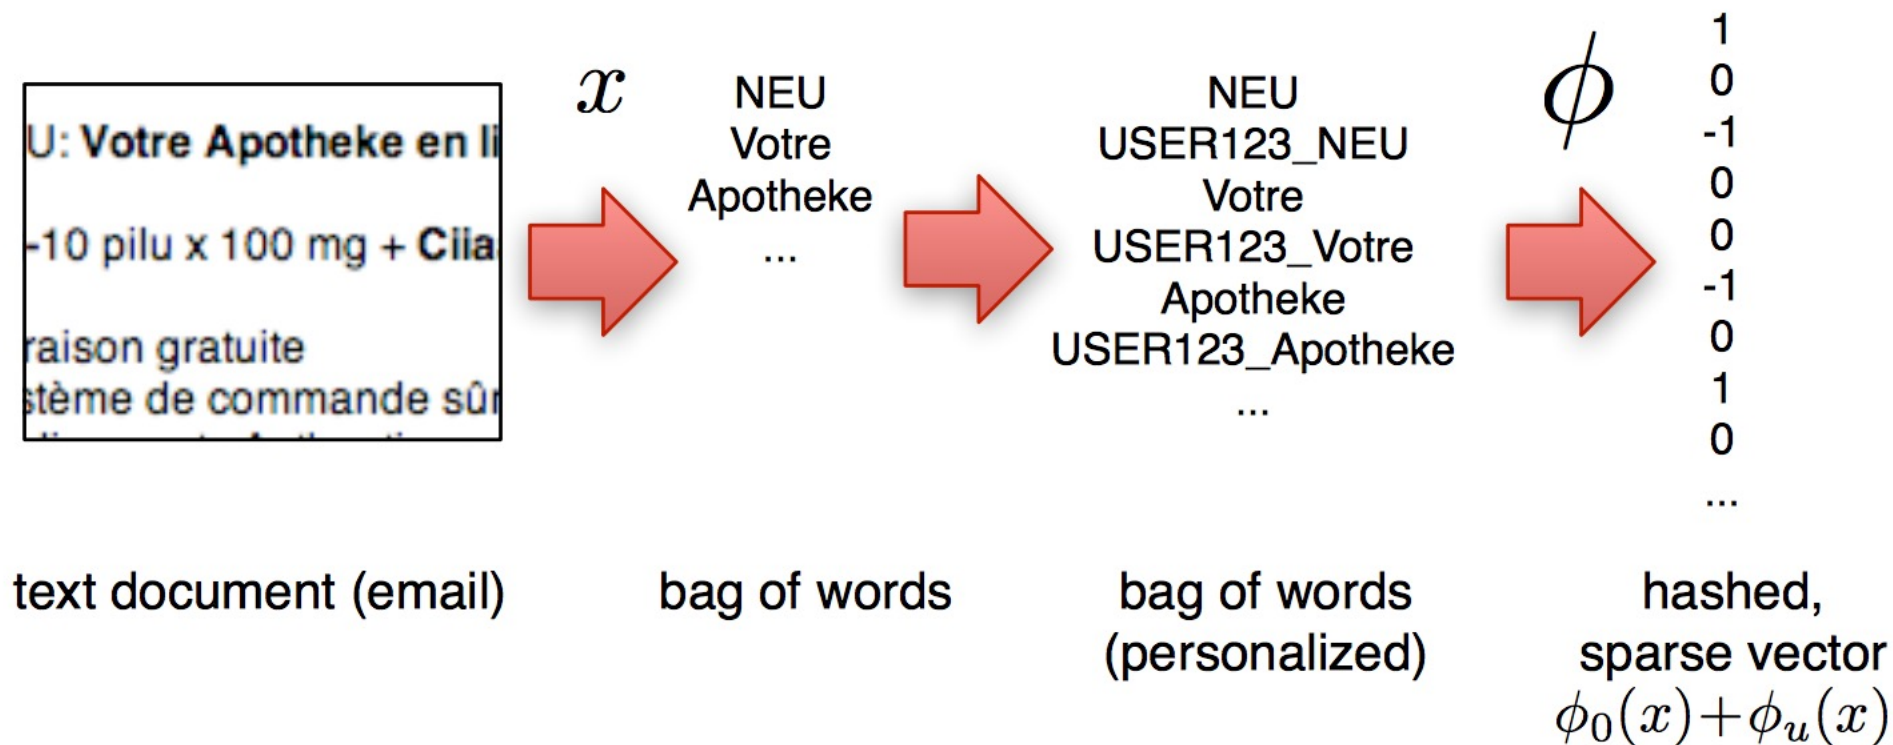 U: Votre Apotheke en li
-10 pilu x 100 mg + Ciia
raison gratuite
stème de commande sûr
x
NEU
Votre
Apotheke
...
NEU
USER123_NEU
Votre
USER123_Votre
Apotheke
USER123_Apotheke
...
ϕ
1
0
-1
0
0
-1
0
1
0
...
text document (email)
bag of words
bag of words
(personalized)
hashed,
sparse vector
ϕ₀(x)+ϕᵤ(x)